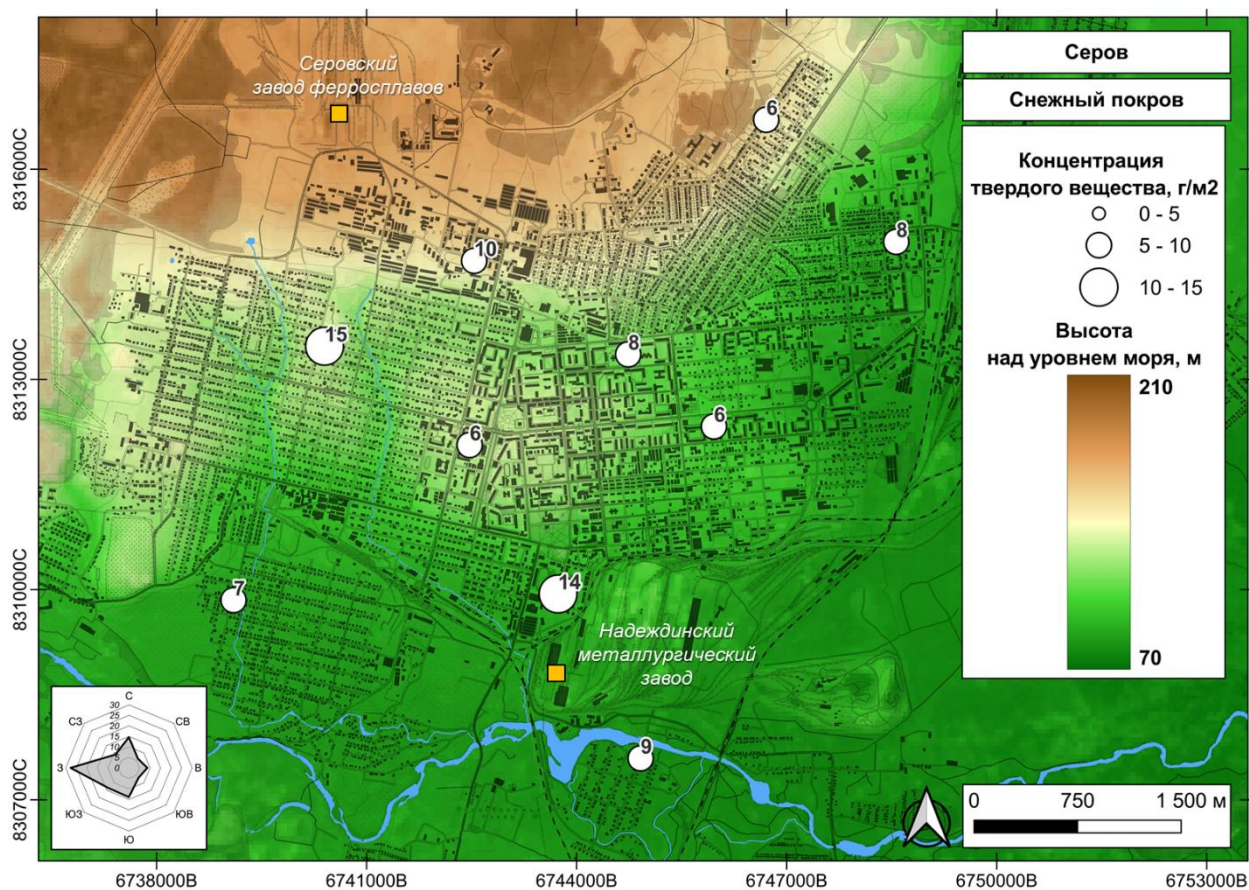 Серовский
завод ферросплавов
Серов
Снежный покров
Концентрация
твердого вещества, г/м2
0 - 5
5 - 10
10 - 15
Высота
над уровнем моря, м
210
70
6
8
10
15
8
6
6
7
14
Надеждинский
металлургический
завод
9
С
СВ
В
ЮВ
Ю
ЮЗ
З
СЗ
30
25
20
15
10
5
0
0 750 1 500 м
8316000С
8313000С
8310000С
8307000С
6738000В 6741000В 6744000В 6747000В 6750000В 6753000В